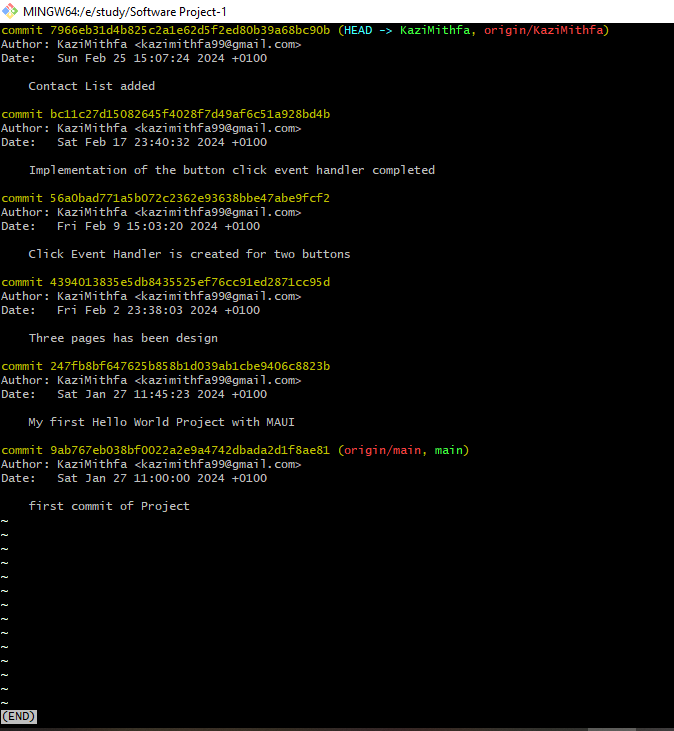 MINGW64:/e/study/Software Project-1
commit 7966eb31d4b825c2a1e62d5f2ed80b39a68bc90b (HEAD -> KaziMithfa, origin/KaziMithfa)
Author: KaziMithfa <kazimithfa99@gmail.com>
Date:   Sun Feb 25 15:07:24 2024 +0100
Contact List added
commit bc11c27d15082645f4028f7d49af6c51a928bd4b
Author: KaziMithfa <kazimithfa99@gmail.com>
Date:   Sat Feb 17 23:40:32 2024 +0100
Implementation of the button click event handler completed
commit 56a0bad771a5b072c2362e93638bbe47abe9fcf2
Author: KaziMithfa <kazimithfa99@gmail.com>
Date:   Fri Feb 9 15:03:20 2024 +0100
Click Event Handler is created for two buttons
commit 4394013835e5db8435525ef76cc91ed2871cc95d
Author: KaziMithfa <kazimithfa99@gmail.com>
Date:   Fri Feb 2 23:38:03 2024 +0100
Three pages has been design
commit 247fb8bf647625b858b1d039ab1cbe9406c8823b
Author: KaziMithfa <kazimithfa99@gmail.com>
Date:   Sat Jan 27 11:45:23 2024 +0100
My first Hello World Project with MAUI
commit 9ab767eb038bf0022a2e9a4742dbada2d1f8ae81 (origin/main, main)
Author: KaziMithfa <kazimithfa99@gmail.com>
Date:   Sat Jan 27 11:00:00 2024 +0100
first commit of Project
~
~
~
~
~
~
~
~
~
~
~
~
~
~
(END)